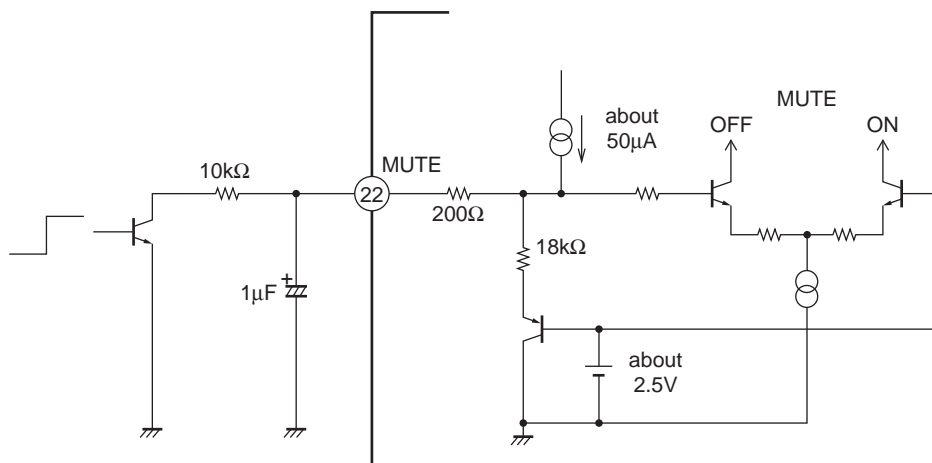 about
50μA
MUTE
OFF
ON
MUTE
10kΩ
22
200Ω
18kΩ
+
1μF
about
2.5V